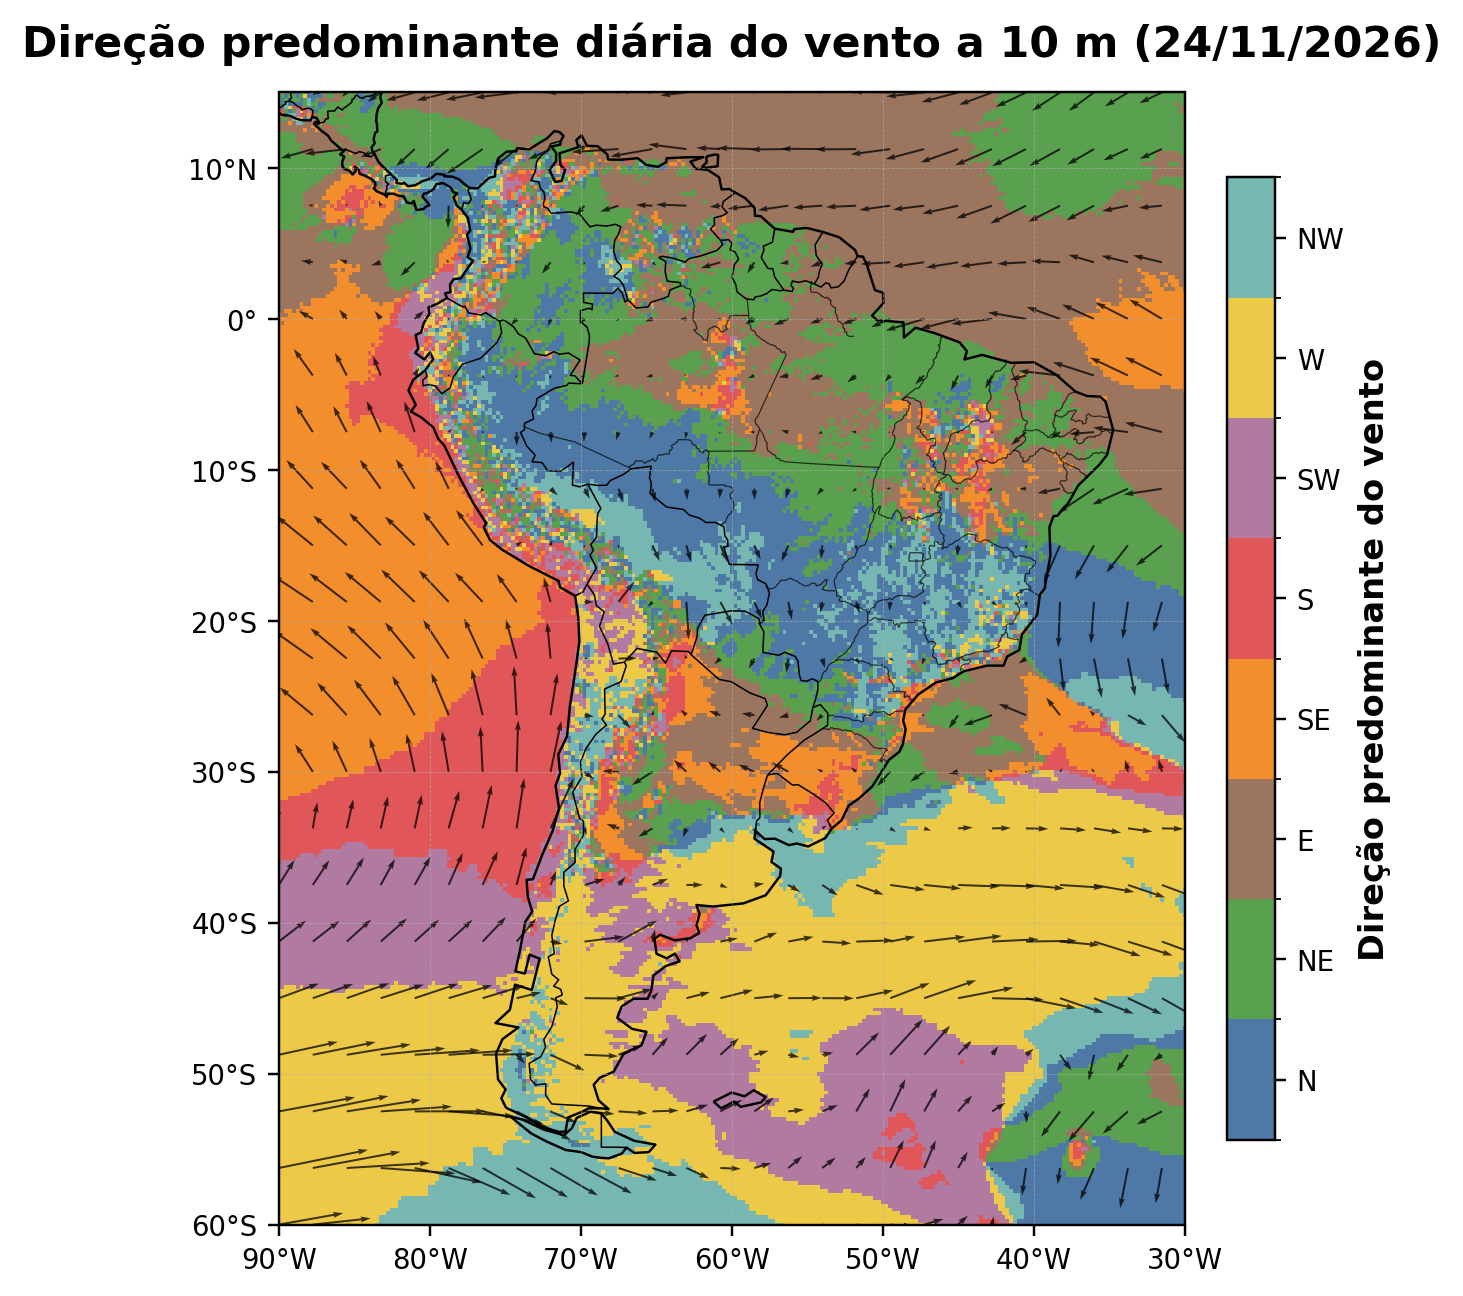 Direção predominante diária do vento a 10 m (24/11/2026)
10°N
0°
10°S
20°S
30°S
40°S
50°S
60°S
90°W
80°W
70°W
60°W
50°W
40°W
30°W
NW
W
SW
S
SE
E
NE
N
Direção predominante do vento